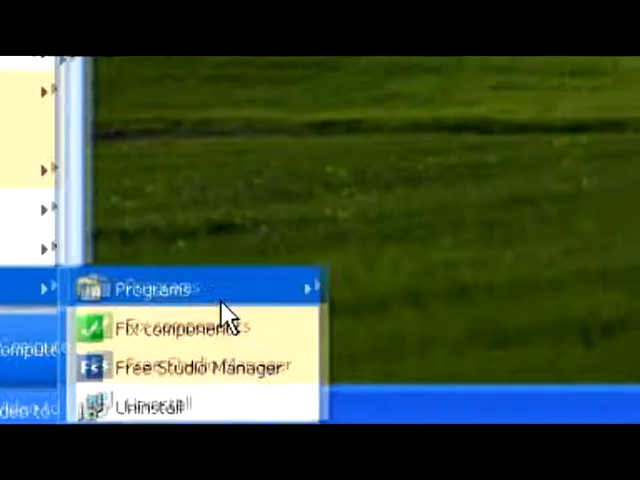 Programs
Fix components
Free Studio Manager
Uninstall